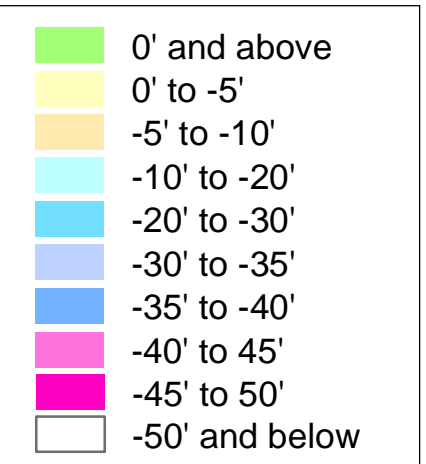 0' and above
0' to -5'
-5' to -10'
-10' to -20'
-20' to -30'
-30' to -35'
-35' to -40'
-40' to 45'
-45' to 50'
-50' and below